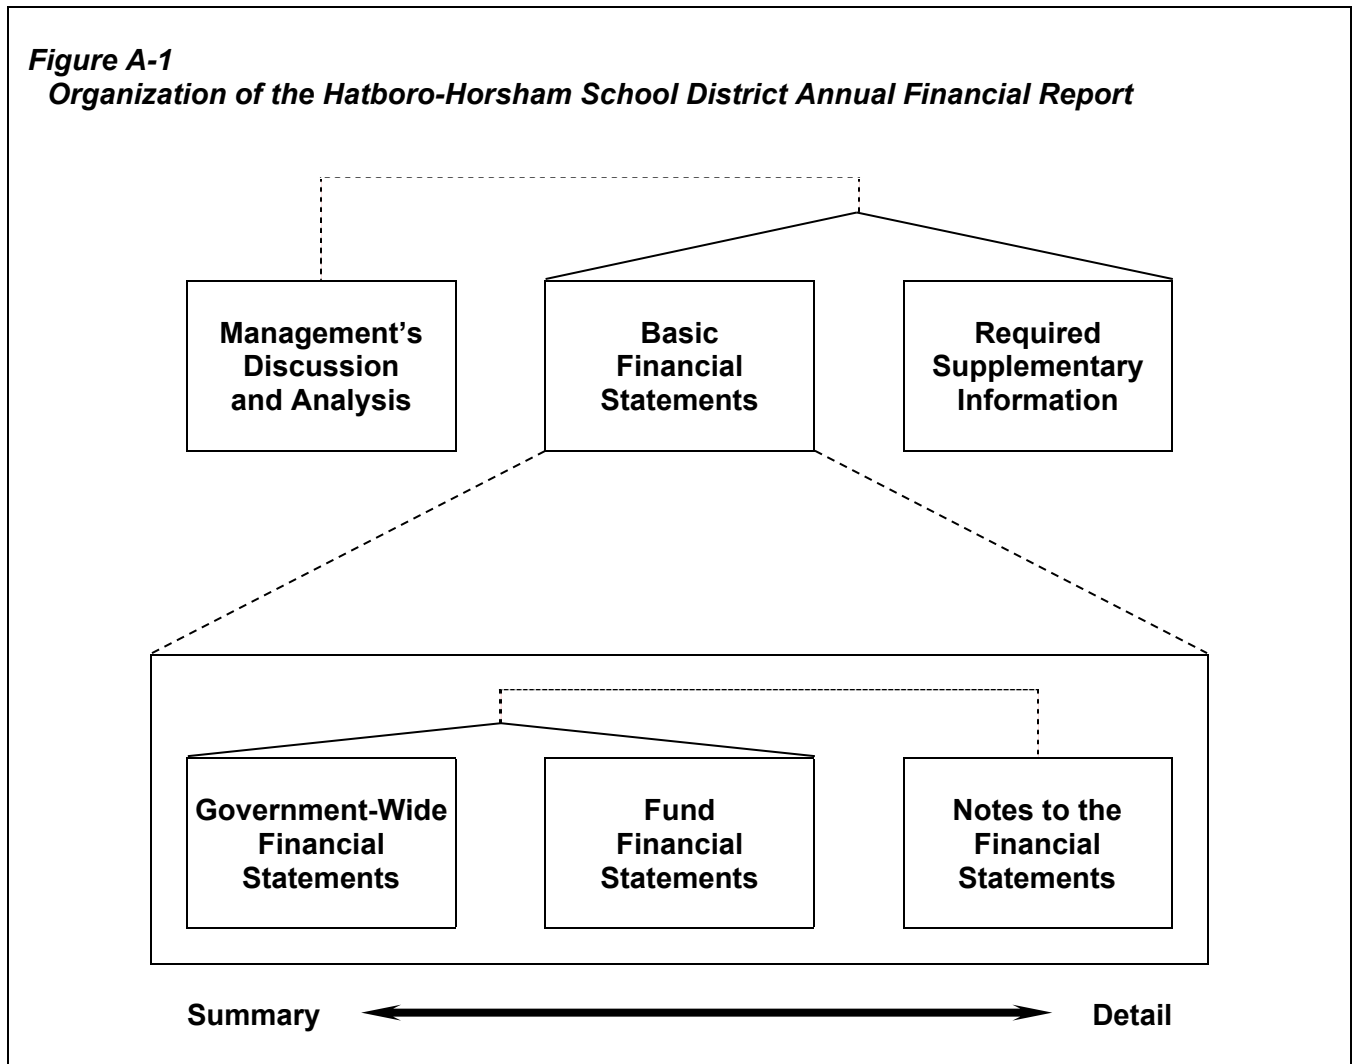 Figure A-1
Organization of the Hatboro-Horsham School District Annual Financial Report
Management’s
Discussion
and Analysis
Basic
Financial
Statements
Required
Supplementary
Information
Government-Wide
Financial
Statements
Fund
Financial
Statements
Notes to the
Financial
Statements
Summary
Detail